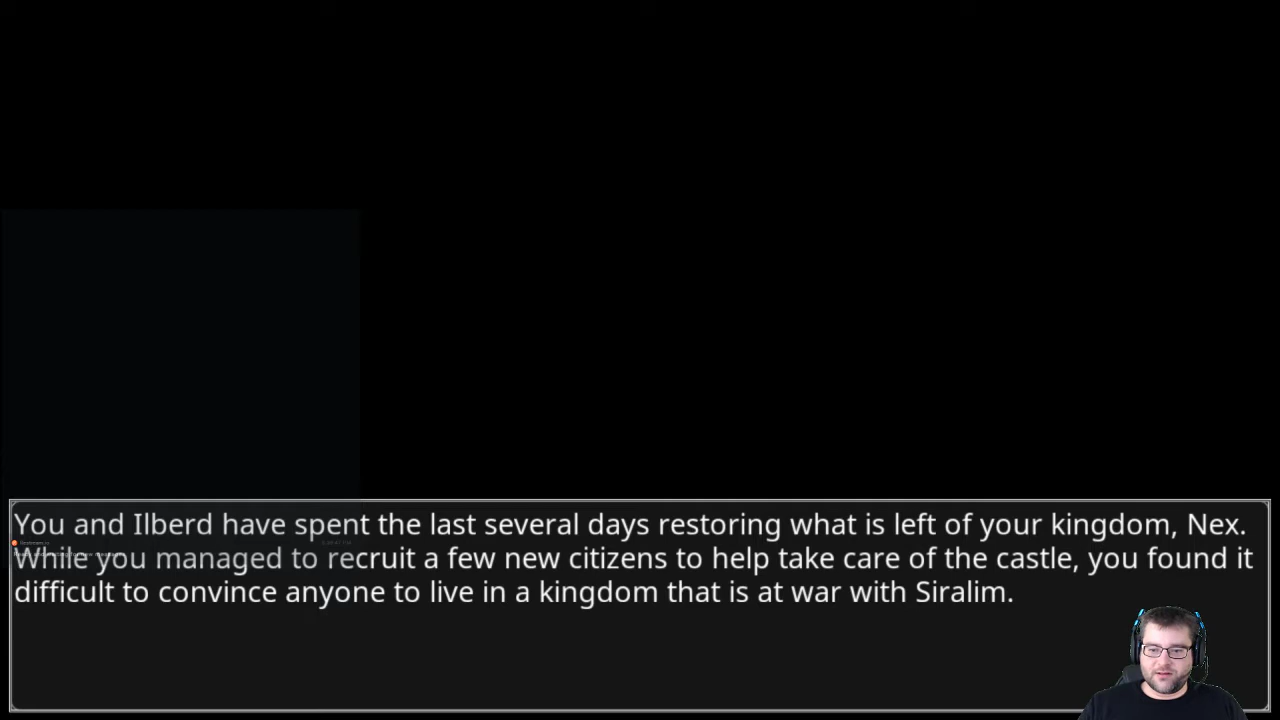 You and Ilberd have spent the last several days restoring what is left of your kingdom, Nex.
While you managed to recruit a few new citizens to help take care of the castle, you found it
difficult to convince anyone to live in a kingdom that is at war with Siralim.